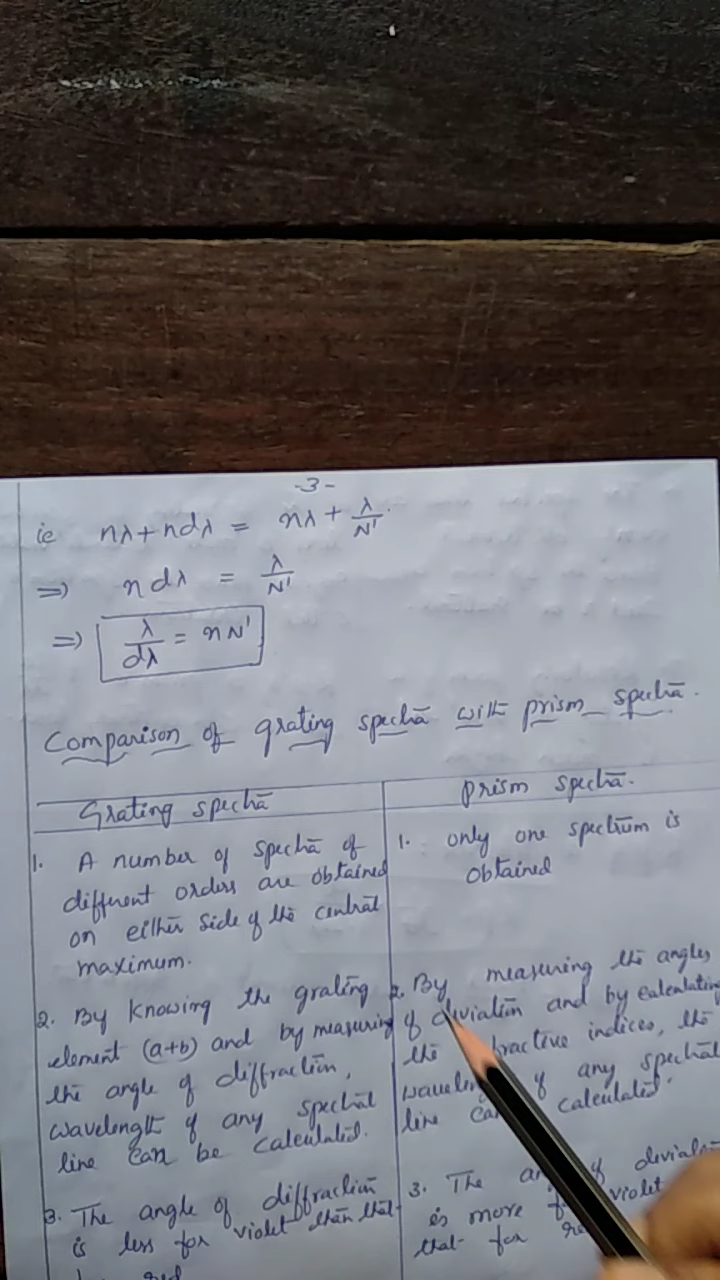 -3-
ie nλ+ndλ = nλ + λ/N'.
=> ndλ = λ/N'
=> λ/dλ = nN'
Comparison of grating spectra with prism spectra.
Grating spectra
1. A number of spectra of
different orders are obtained
on either side of the central
maximum.
2. By knowing the grating
element (a+b) and by measuring
the angle of diffraction,
wavelength of any spectral
line can be calculated.
3. The angle of diffraction
is less for violet than that
red
Prism spectra.
1. only one spectrum is
obtained
2. By measuring the angles
of deviation and by calculating
the indices, the
of any spectral
line can calculated.
3. The of
is more violet
that for